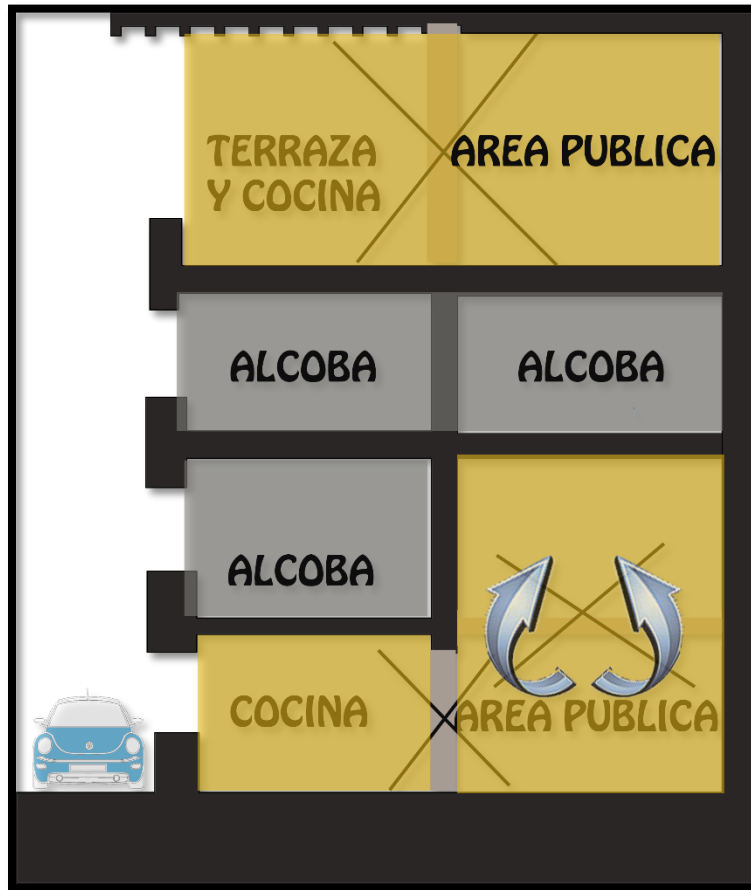 TERRAZA
Y COCINA
AREA PUBLICA
ALCOBA
ALCOBA
ALCOBA
COCINA
AREA PUBLICA